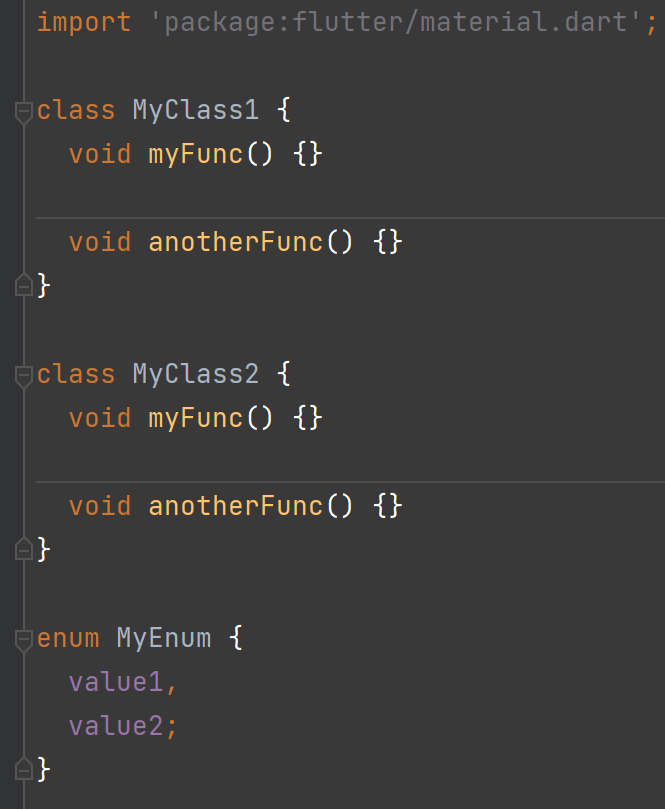 import 'package:flutter/material.dart';
class MyClass1 {
  void myFunc() {}
  void anotherFunc() {}
}
class MyClass2 {
  void myFunc() {}
  void anotherFunc() {}
}
enum MyEnum {
  value1,
  value2;
}